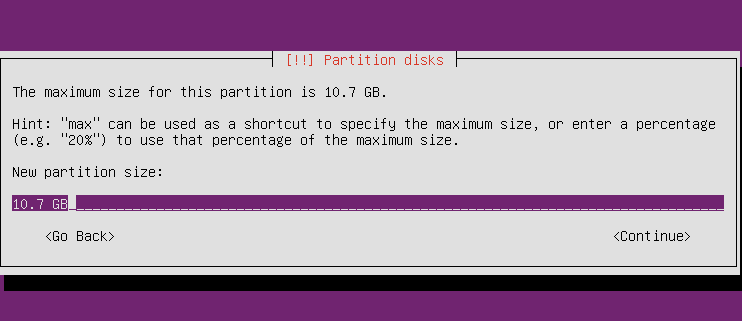 [!!] Partition disks
The maximum size for this partition is 10.7 GB.
Hint: "max" can be used as a shortcut to specify the maximum size, or enter a percentage
(e.g. "20%") to use that percentage of the maximum size.
New partition size:
10.7 GB
<Go Back> <Continue>